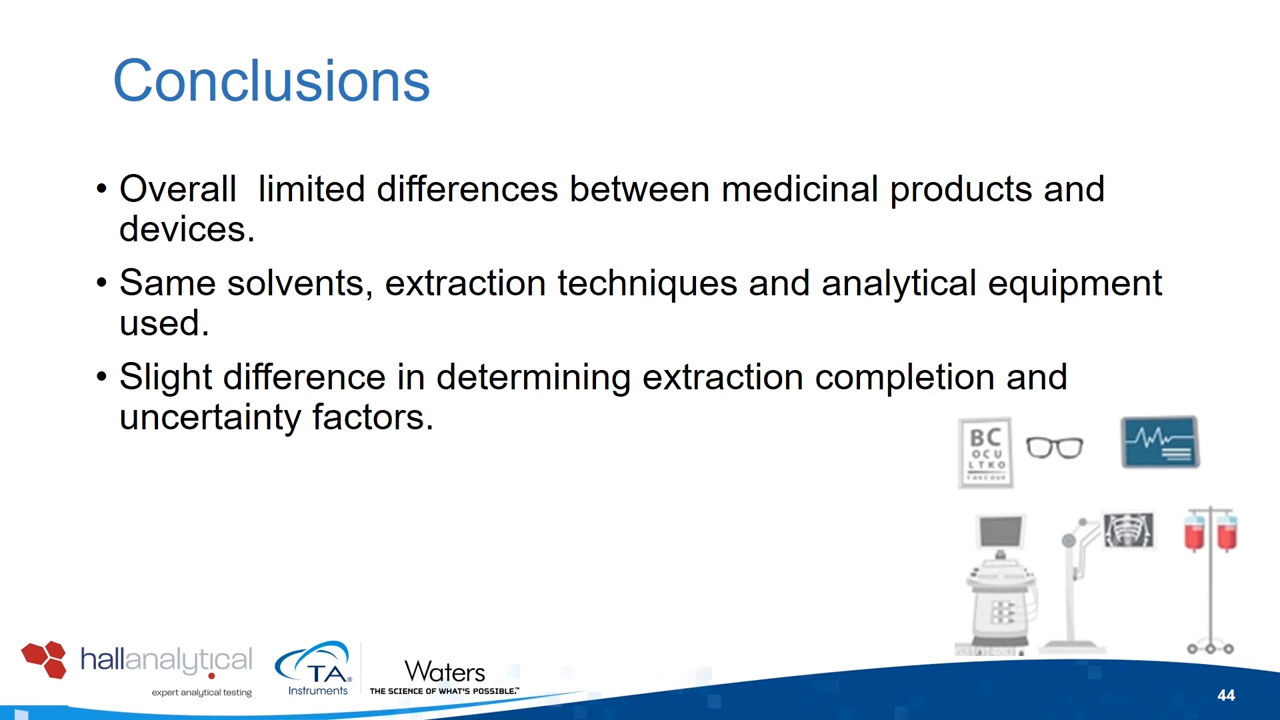 Conclusions
• Overall  limited differences between medicinal products and
devices.
• Same solvents, extraction techniques and analytical equipment
used.
• Slight difference in determining extraction completion and
uncertainty factors.
BC
OCU
LTKO
hallanalytical
expert analytical testing
TA®
Instruments
Waters
THE SCIENCE OF WHAT'S POSSIBLE.™
44